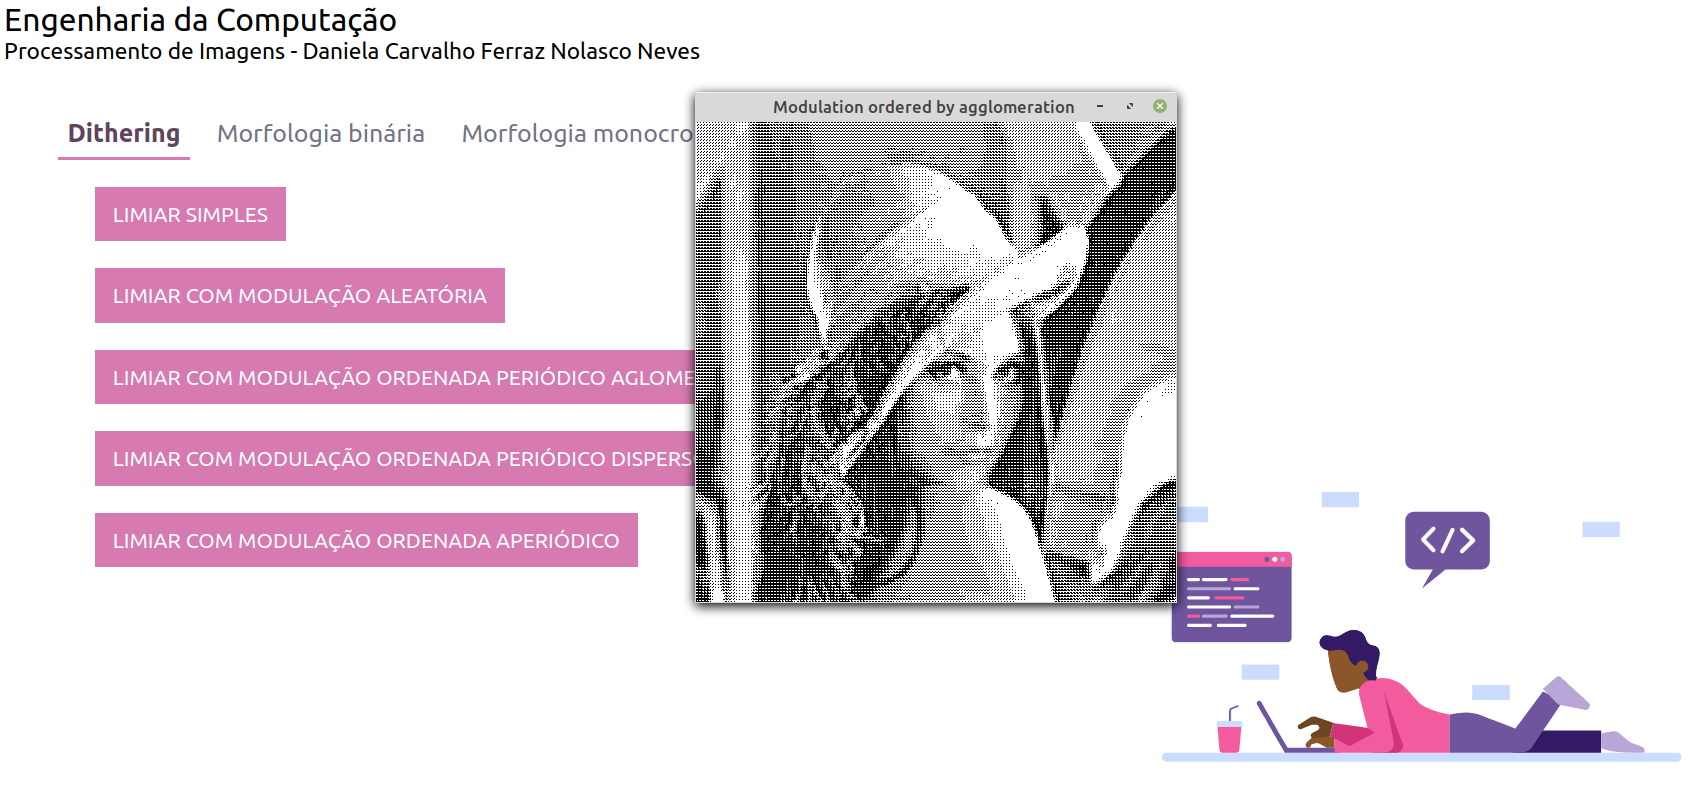 Engenharia da Computação
Processamento de Imagens - Daniela Carvalho Ferraz Nolasco Neves
Modulation ordered by agglomeration
Dithering Morfologia binária Morfologia monocro
LIMIAR SIMPLES
LIMIAR COM MODULAÇÃO ALEATÓRIA
LIMIAR COM MODULAÇÃO ORDENADA PERIÓDICO AGLOME
LIMIAR COM MODULAÇÃO ORDENADA PERIÓDICO DISPERS
LIMIAR COM MODULAÇÃO ORDENADA APERIÓDICO